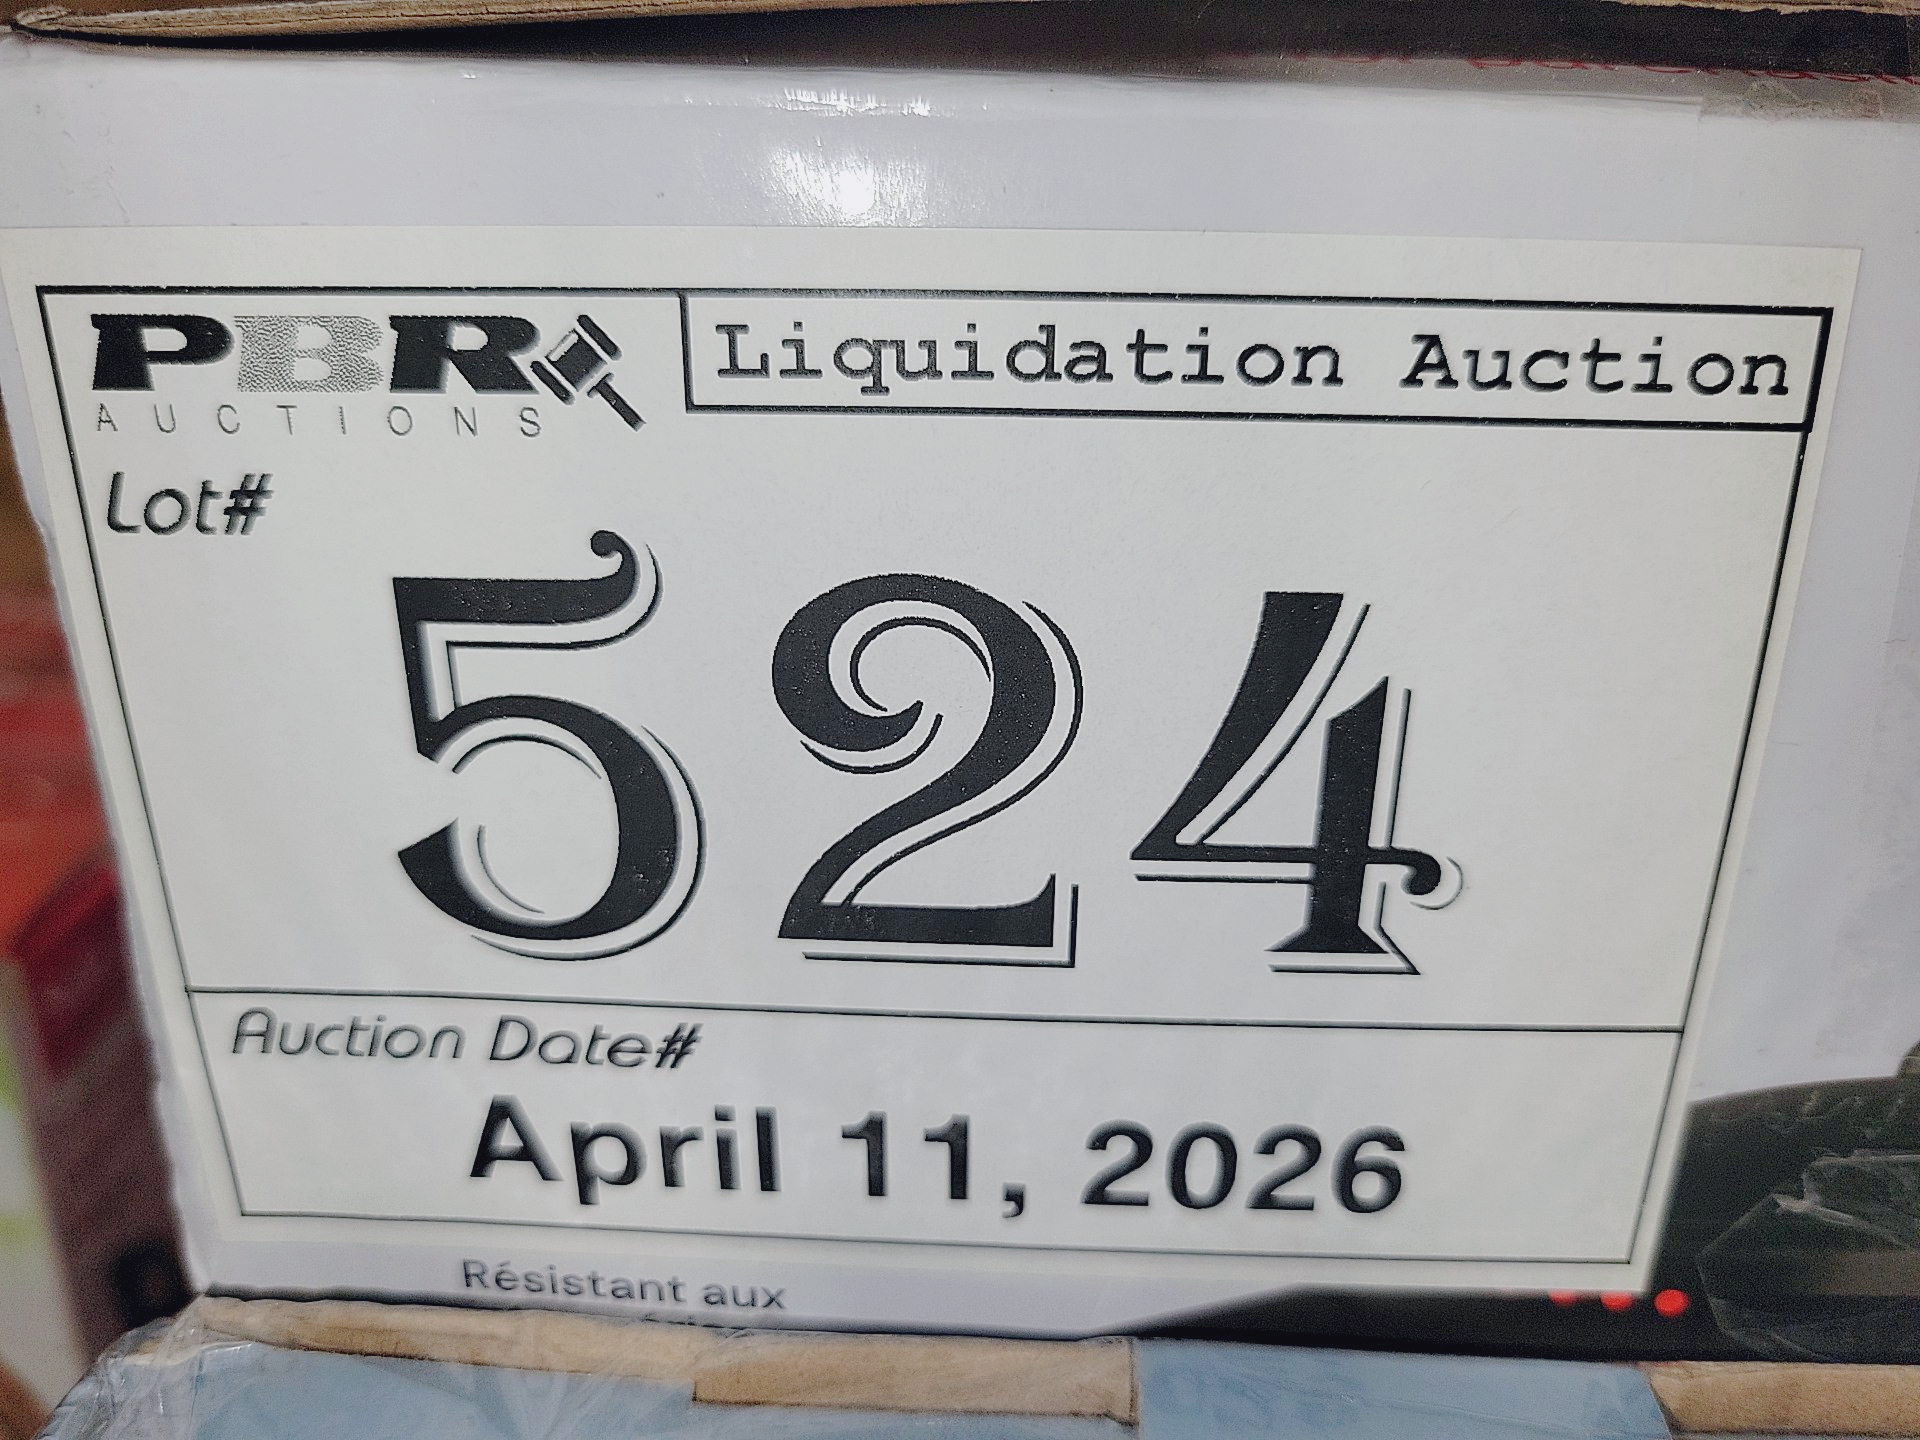 PBR
AUCTIONS
Liquidation Auction
Lot#
524
Auction Date#
April 11, 2026
Résistant aux